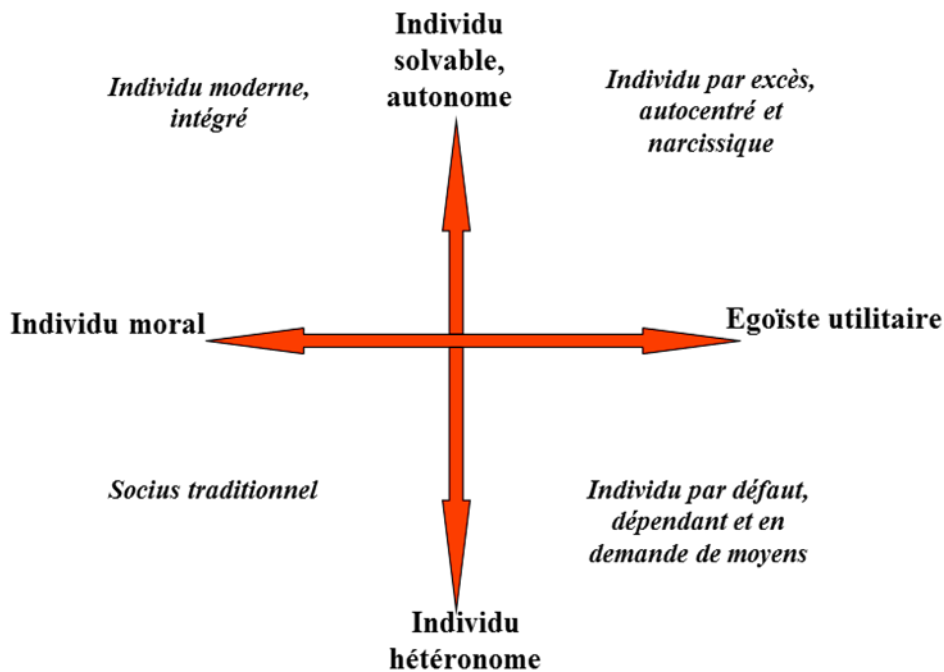 Individu
solvable,
autonome
Individu moderne,
intégré
Individu par excès,
autocentré et
narcissique
Individu moral
Egoïste utilitaire
Socius traditionnel
Individu par défaut,
dépendant et en
demande de moyens
Individu
hétéronome